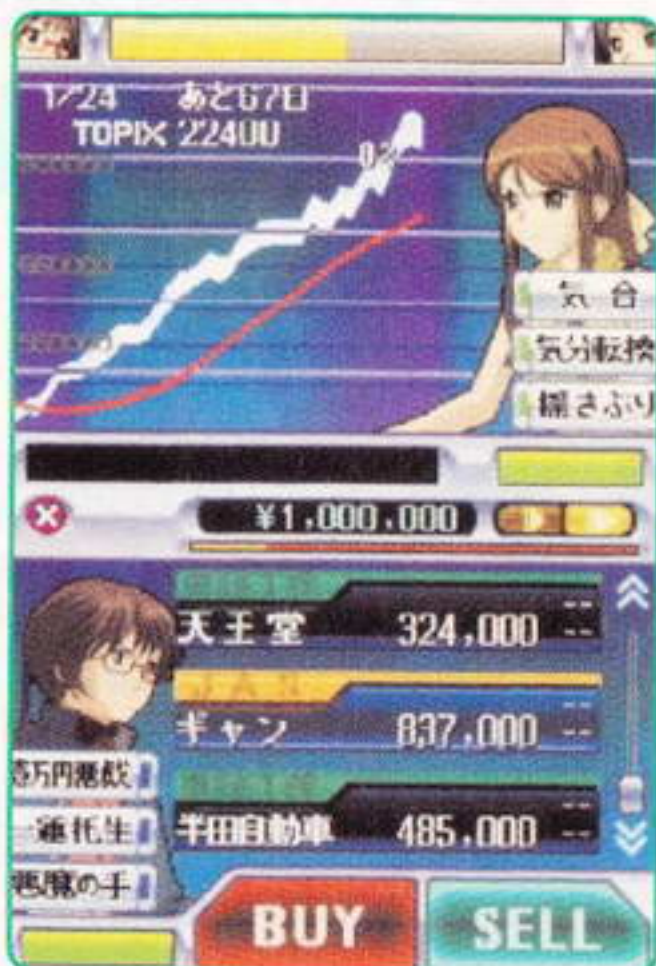 1/24 あと67日
TOPIX 22400
気合
気分転換
揺さぶり
¥1,000,000
天王堂 324,000 -- --
JAN
ギャン 837,000 -- --
半田自動車 485,000 -- --
万円遊戯
一蓮托生
悪魔の手
BUY SELL